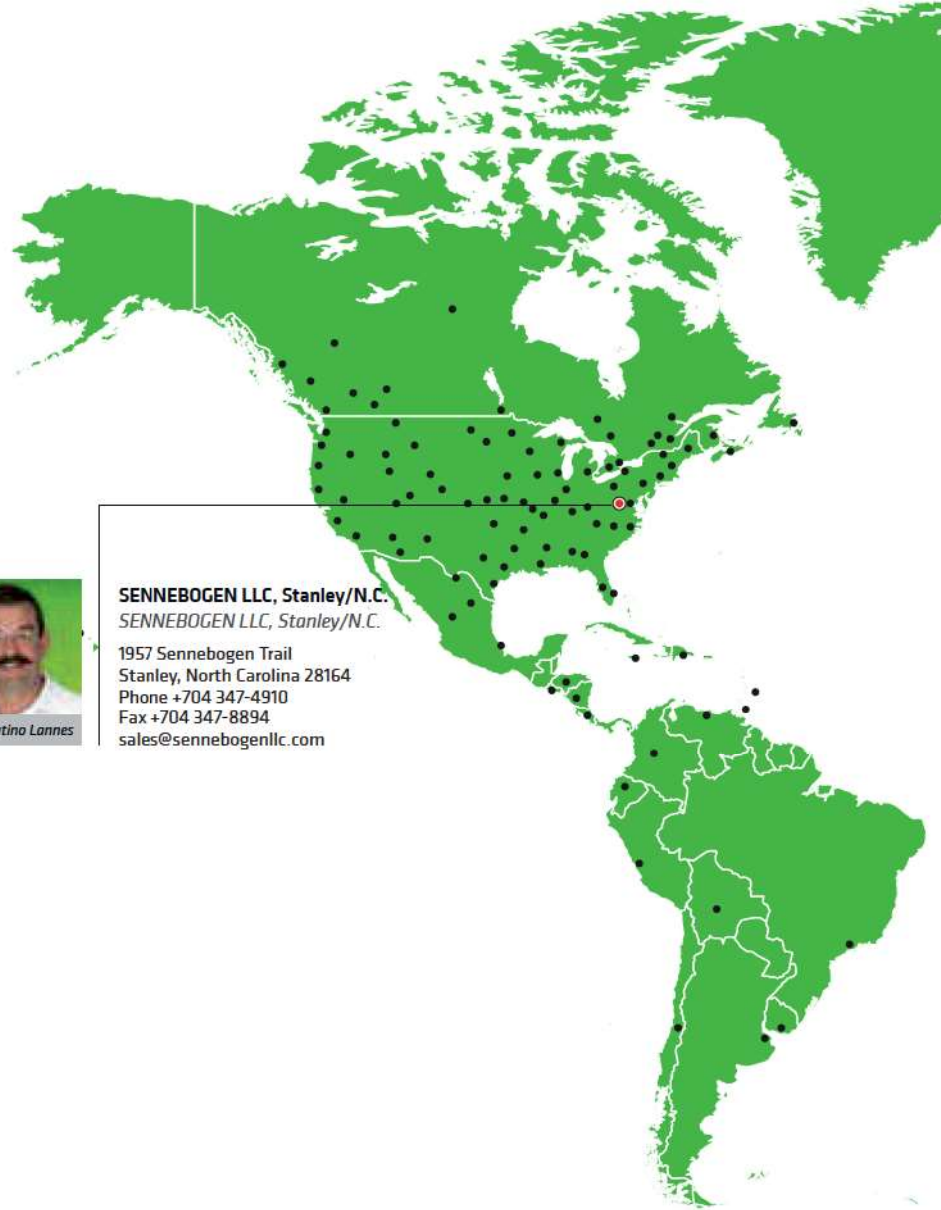 SENNEBOGEN LLC, Stanley/N.C.
SENNEBOGEN LLC, Stanley/N.C.
1957 Sennebogen Trail
Stanley, North Carolina 28164
Phone +704 347-4910
Fax +704 347-8894
sales@sennebogenllc.com
Lannes